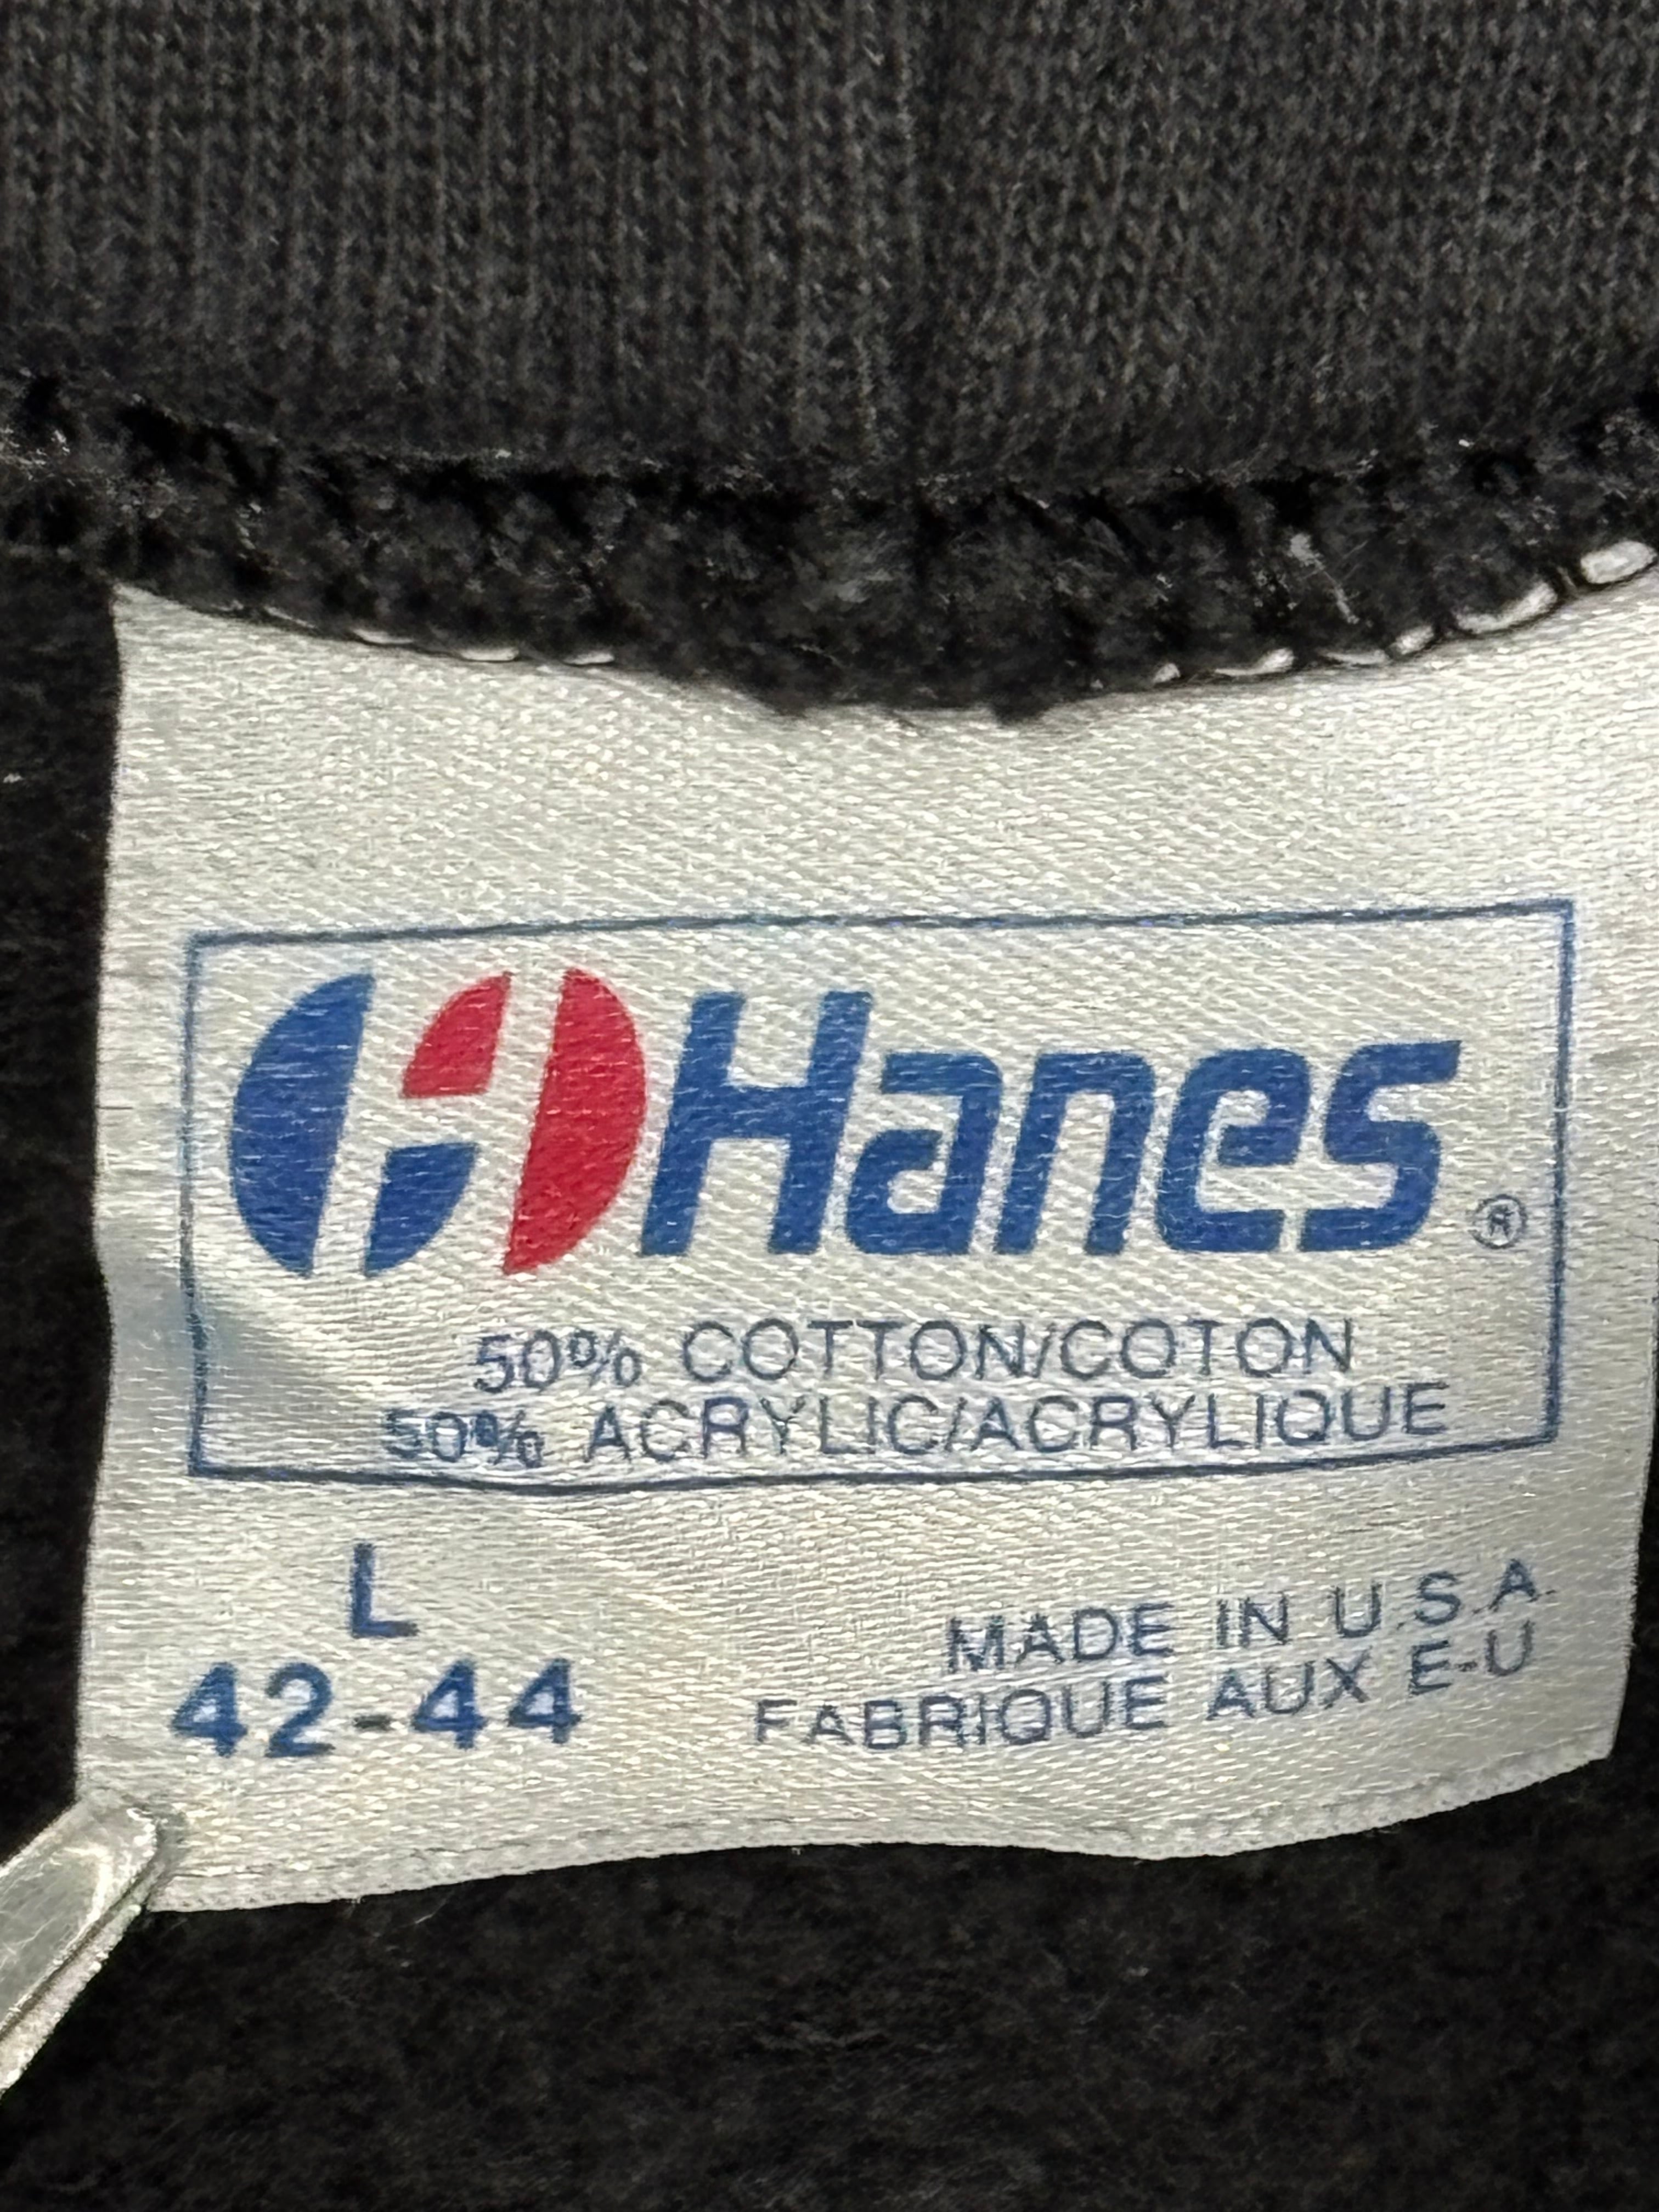 Hanes®
50% COTTON/COTON
50% ACRYLIC/ACRYLIQUE
L
42-44
MADE IN U.S.A.
FABRIQUE AUX E-U